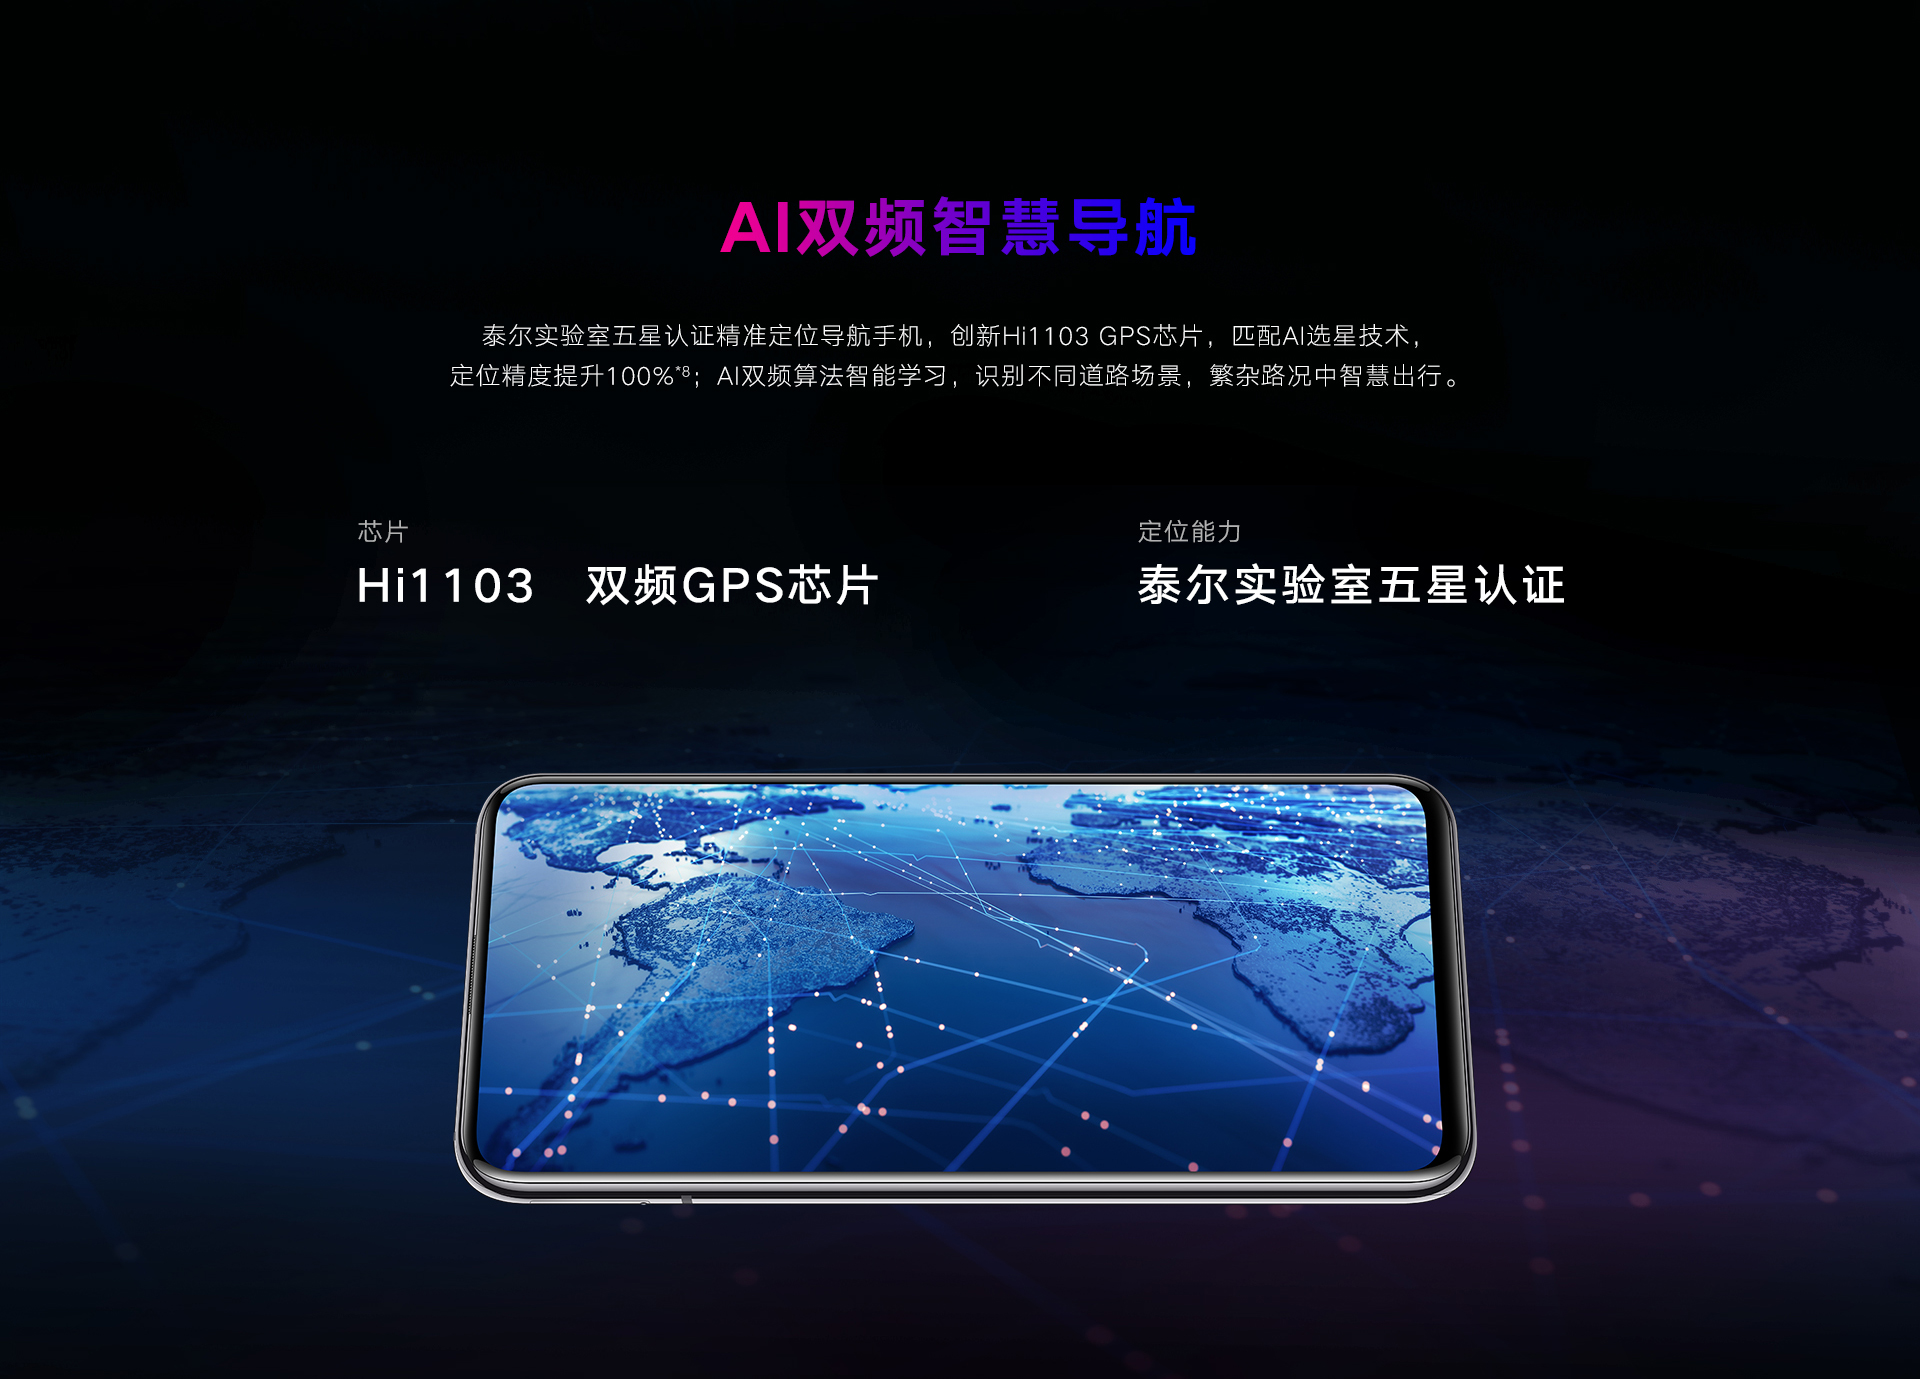 AI双频智慧导航
泰尔实验室五星认证精准定位导航手机，创新Hi1103 GPS芯片，匹配AI选星技术，
定位精度提升100%*8；AI双频算法智能学习，识别不同道路场景，繁杂路况中智慧出行。
芯片
Hi1103 双频GPS芯片
定位能力
泰尔实验室五星认证